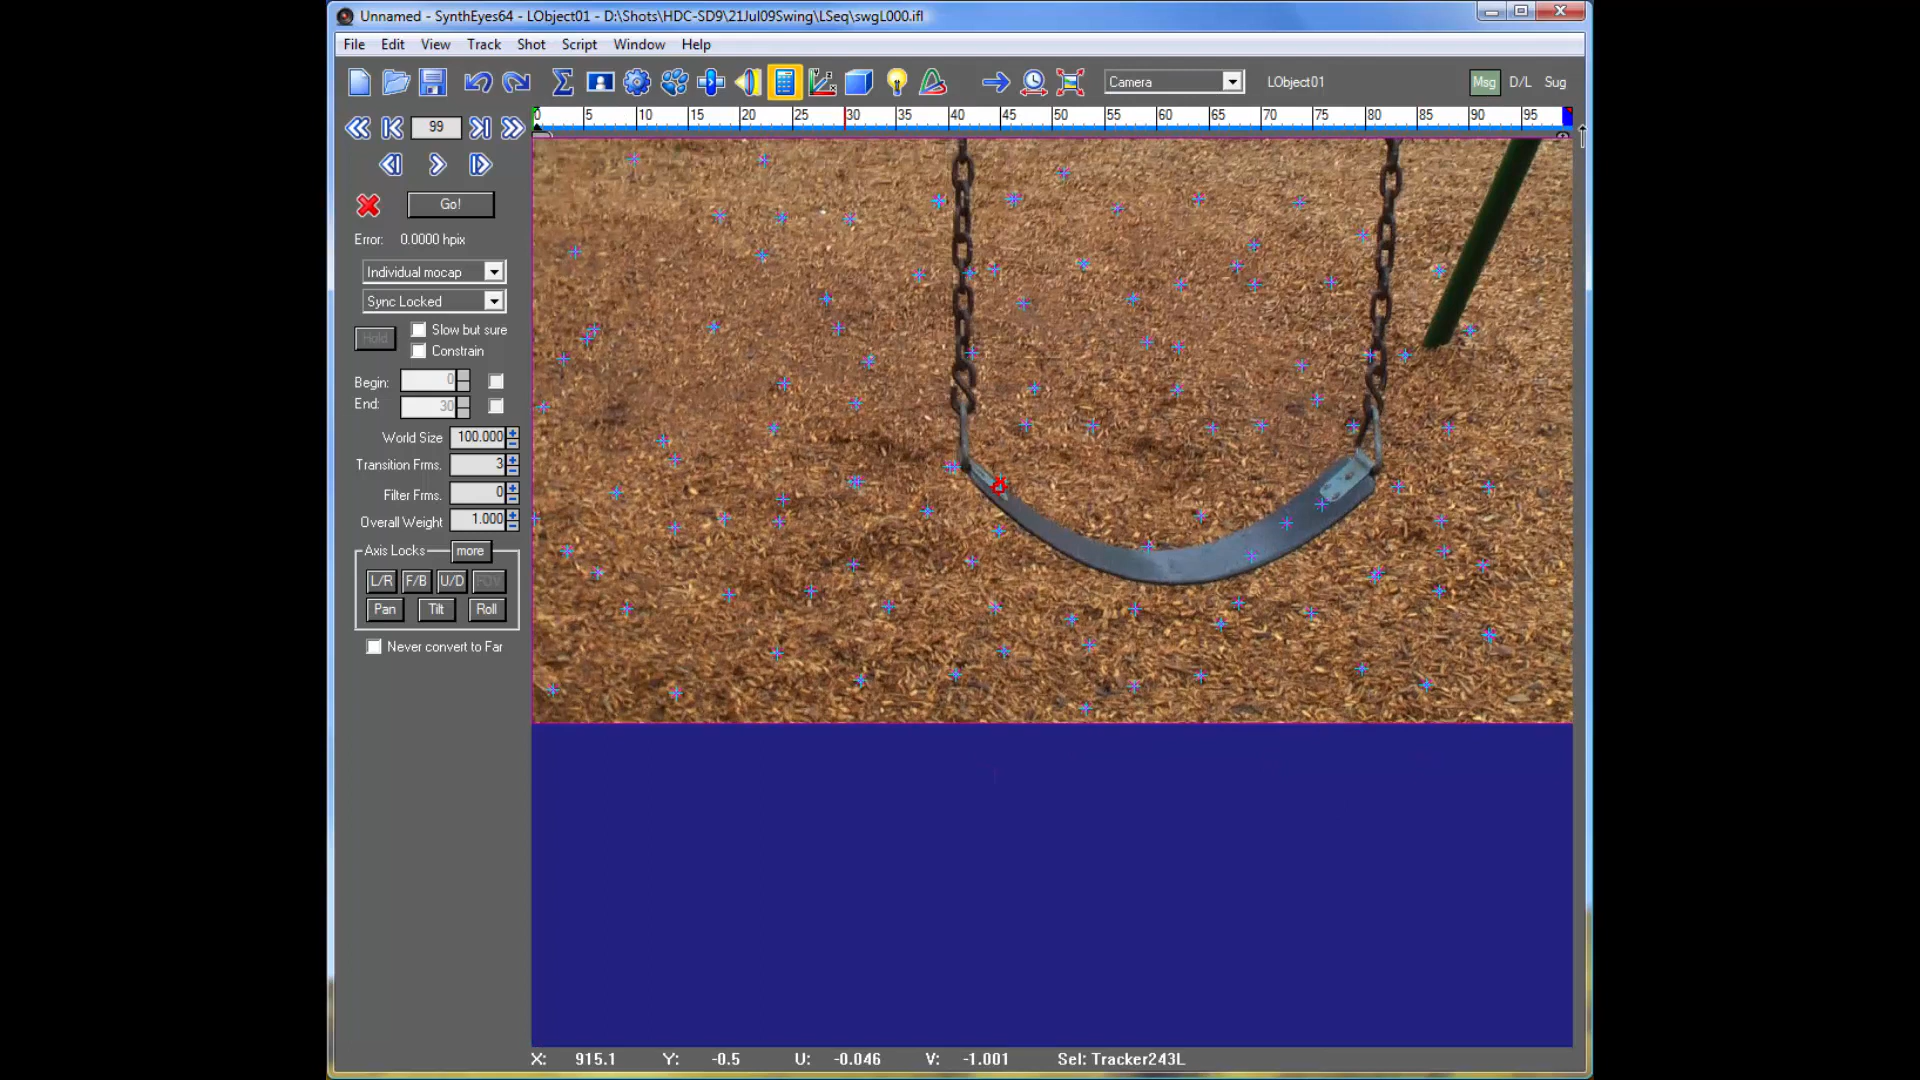 Unnamed - SynthEyes64 - LObject01 - D:\Shots\HDC-SD9\21Jul09Swing\LSeq\swgL000.ifl
File Edit View Track Shot Script Window Help
Camera LObject01 Msg D/L Sug
0 5 10 15 20 25 30 35 40 45 50 55 60 65 70 75 80 85 90 95
99
Go!
Error: 0.0000 hpix
Individual mocap
Sync Locked
Hold Slow but sure
Constrain
Begin: 0
End: 30
World Size 100.000
Transition Frms. 3
Filter Frms. 0
Overall Weight 1.000
Axis Locks more
L/R F/B U/D FOV
Pan Tilt Roll
Never convert to Far
X: 915.1 Y: -0.5 U: -0.046 V: -1.001 Sel: Tracker243L